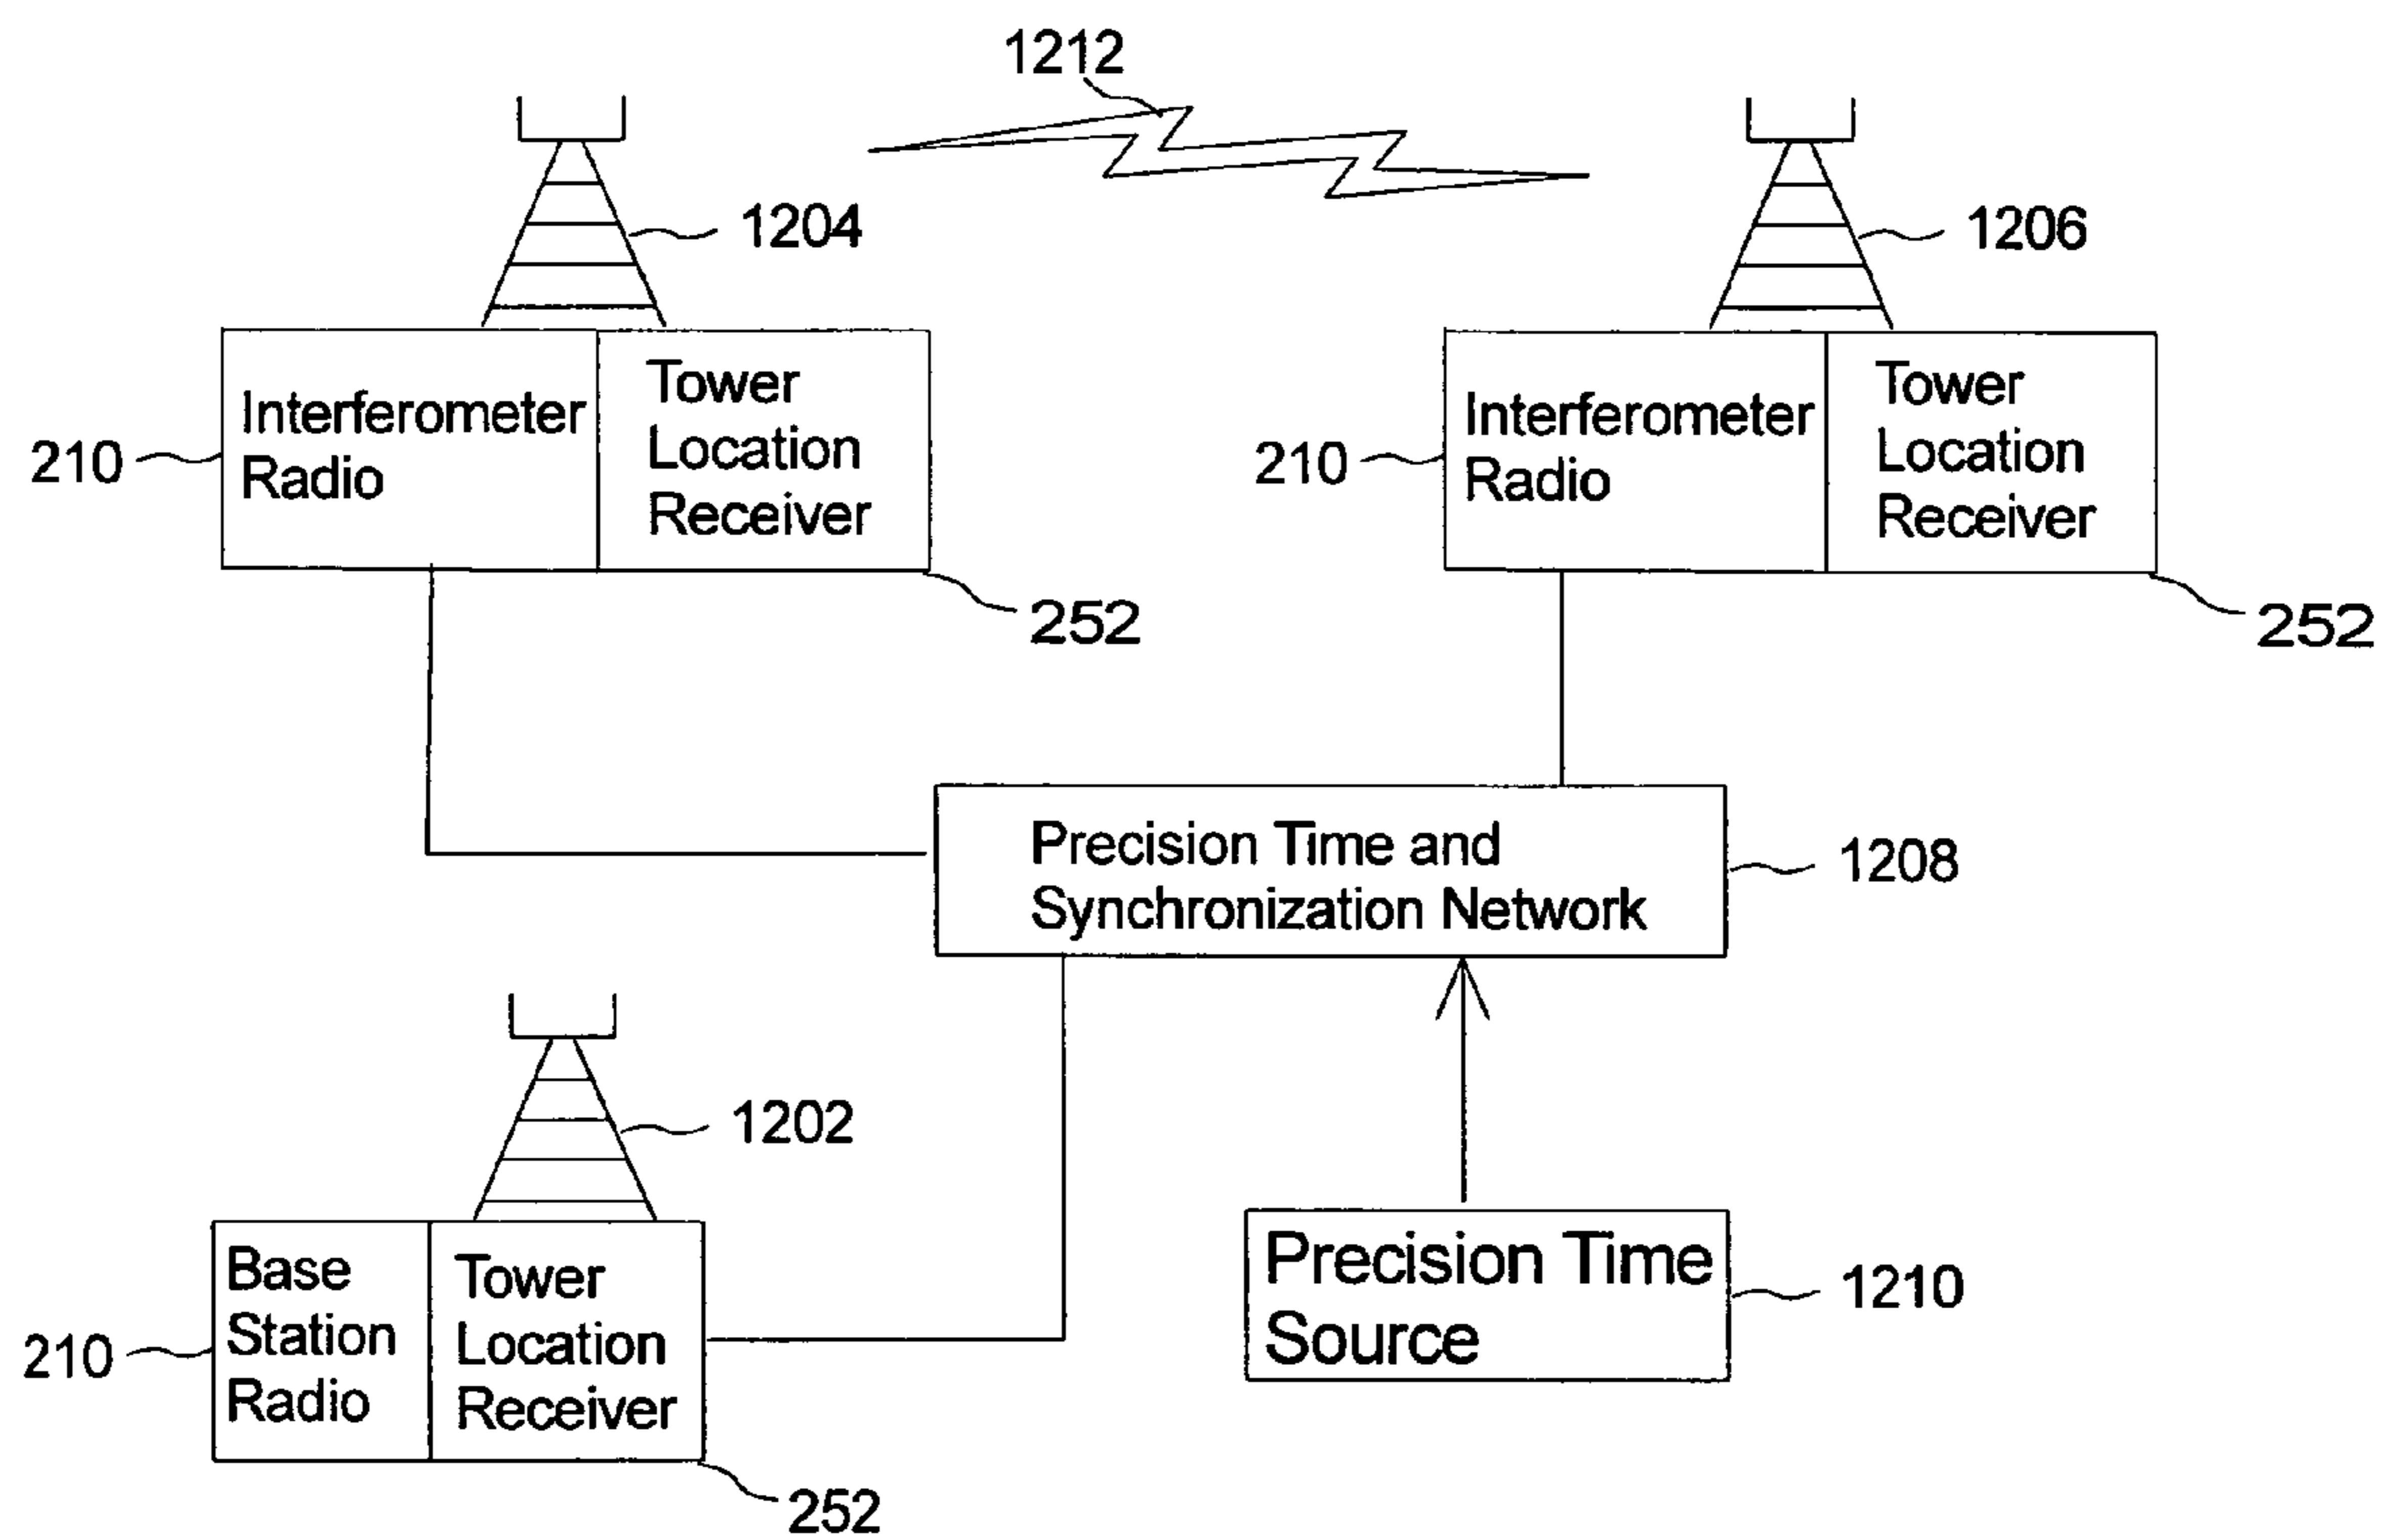 1212
1204
1206
Interferometer
Radio
Tower
Location
Receiver
210
252
Interferometer
Radio
Tower
Location
Receiver
210
252
Precision Time and
Synchronization Network
1208
1202
Base
Station
Radio
Tower
Location
Receiver
210
252
Precision Time
Source
1210